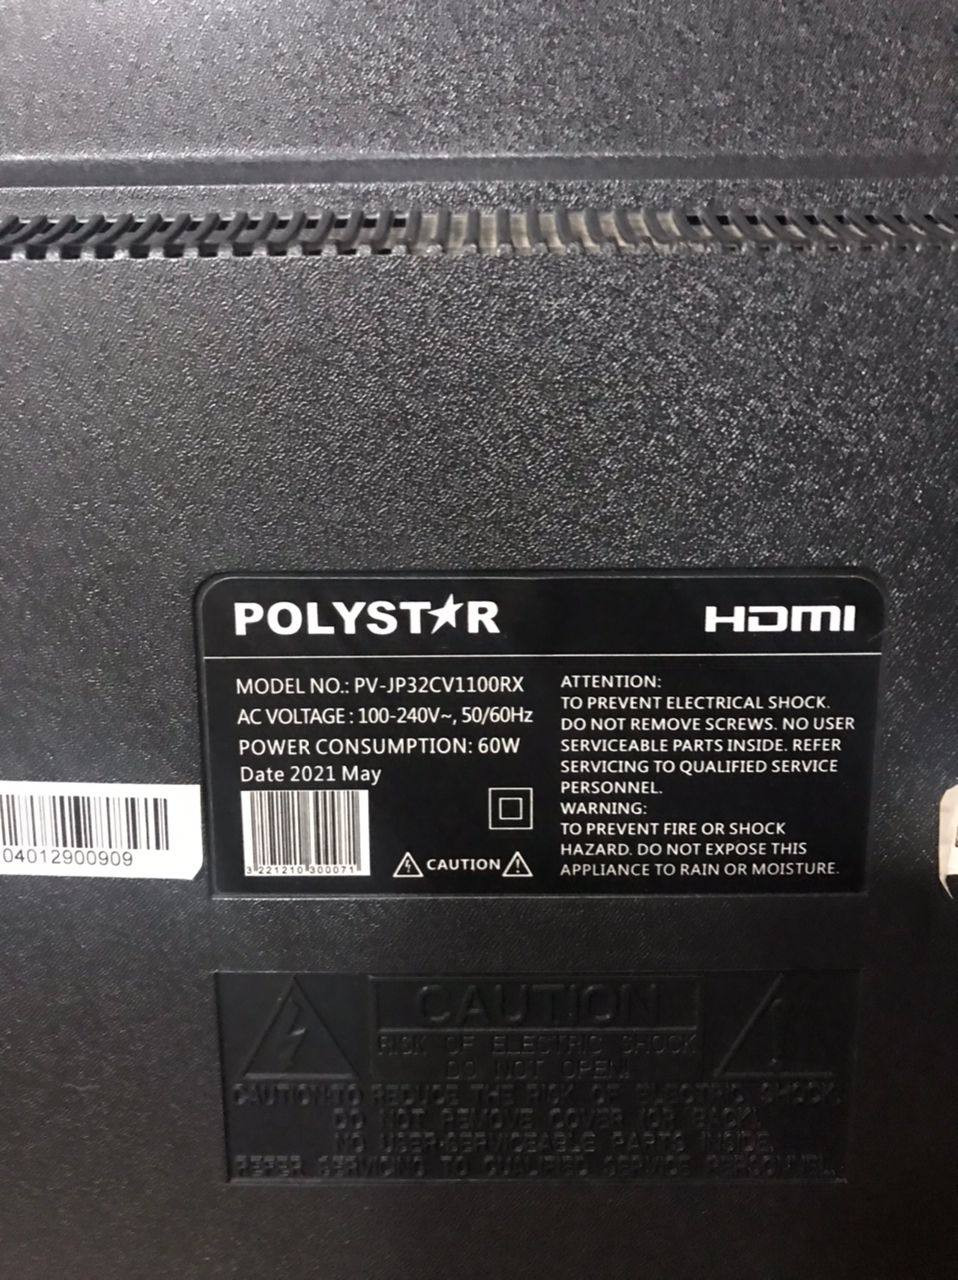 POLYST★R
HDMI
MODEL NO.: PV-JP32CV1100RX
AC VOLTAGE : 100-240V~, 50/60Hz
POWER CONSUMPTION: 60W
Date 2021 May
3 221210 300071
CAUTION
ATTENTION:
TO PREVENT ELECTRICAL SHOCK.
DO NOT REMOVE SCREWS. NO USER
SERVICEABLE PARTS INSIDE. REFER
SERVICING TO QUALIFIED SERVICE
PERSONNEL.
WARNING:
TO PREVENT FIRE OR SHOCK
HAZARD. DO NOT EXPOSE THIS
APPLIANCE TO RAIN OR MOISTURE.
04012900909
CAUTION
RISK OF ELECTRIC SHOCK
DO NOT OPEN!
CAUTION:TO REDUCE THE RISK OF ELECTRIC SHOCK,
DO NOT REMOVE COVER (OR BACK).
NO USER-SERVICEABLE PARTS INSIDE,
REFER SERVICING TO QUALIFIED SERVICE PERSONNEL.